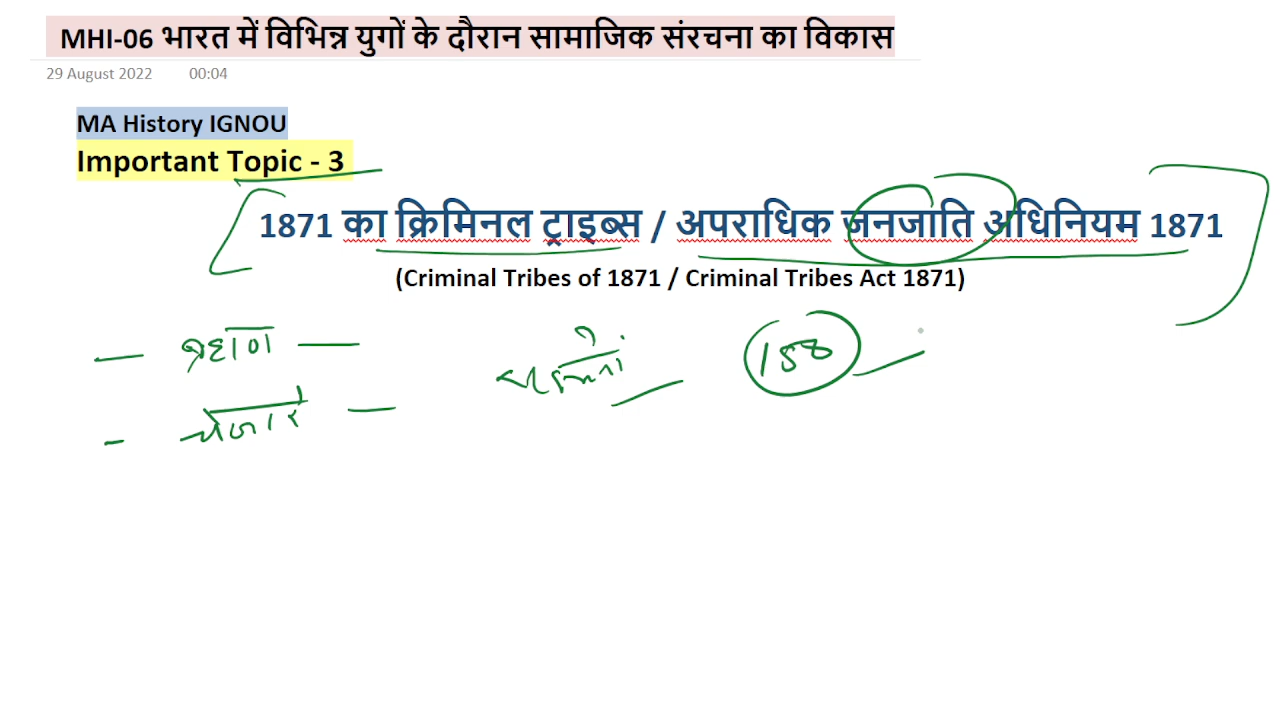 MHI-06 भारत में विभिन्न युगों के दौरान सामाजिक संरचना का विकास
29 August 2022 00:04
MA History IGNOU
Important Topic - 3
1871 का क्रिमिनल ट्राइब्स / अपराधिक जनजाति अधिनियम 1871
(Criminal Tribes of 1871 / Criminal Tribes Act 1871)
158